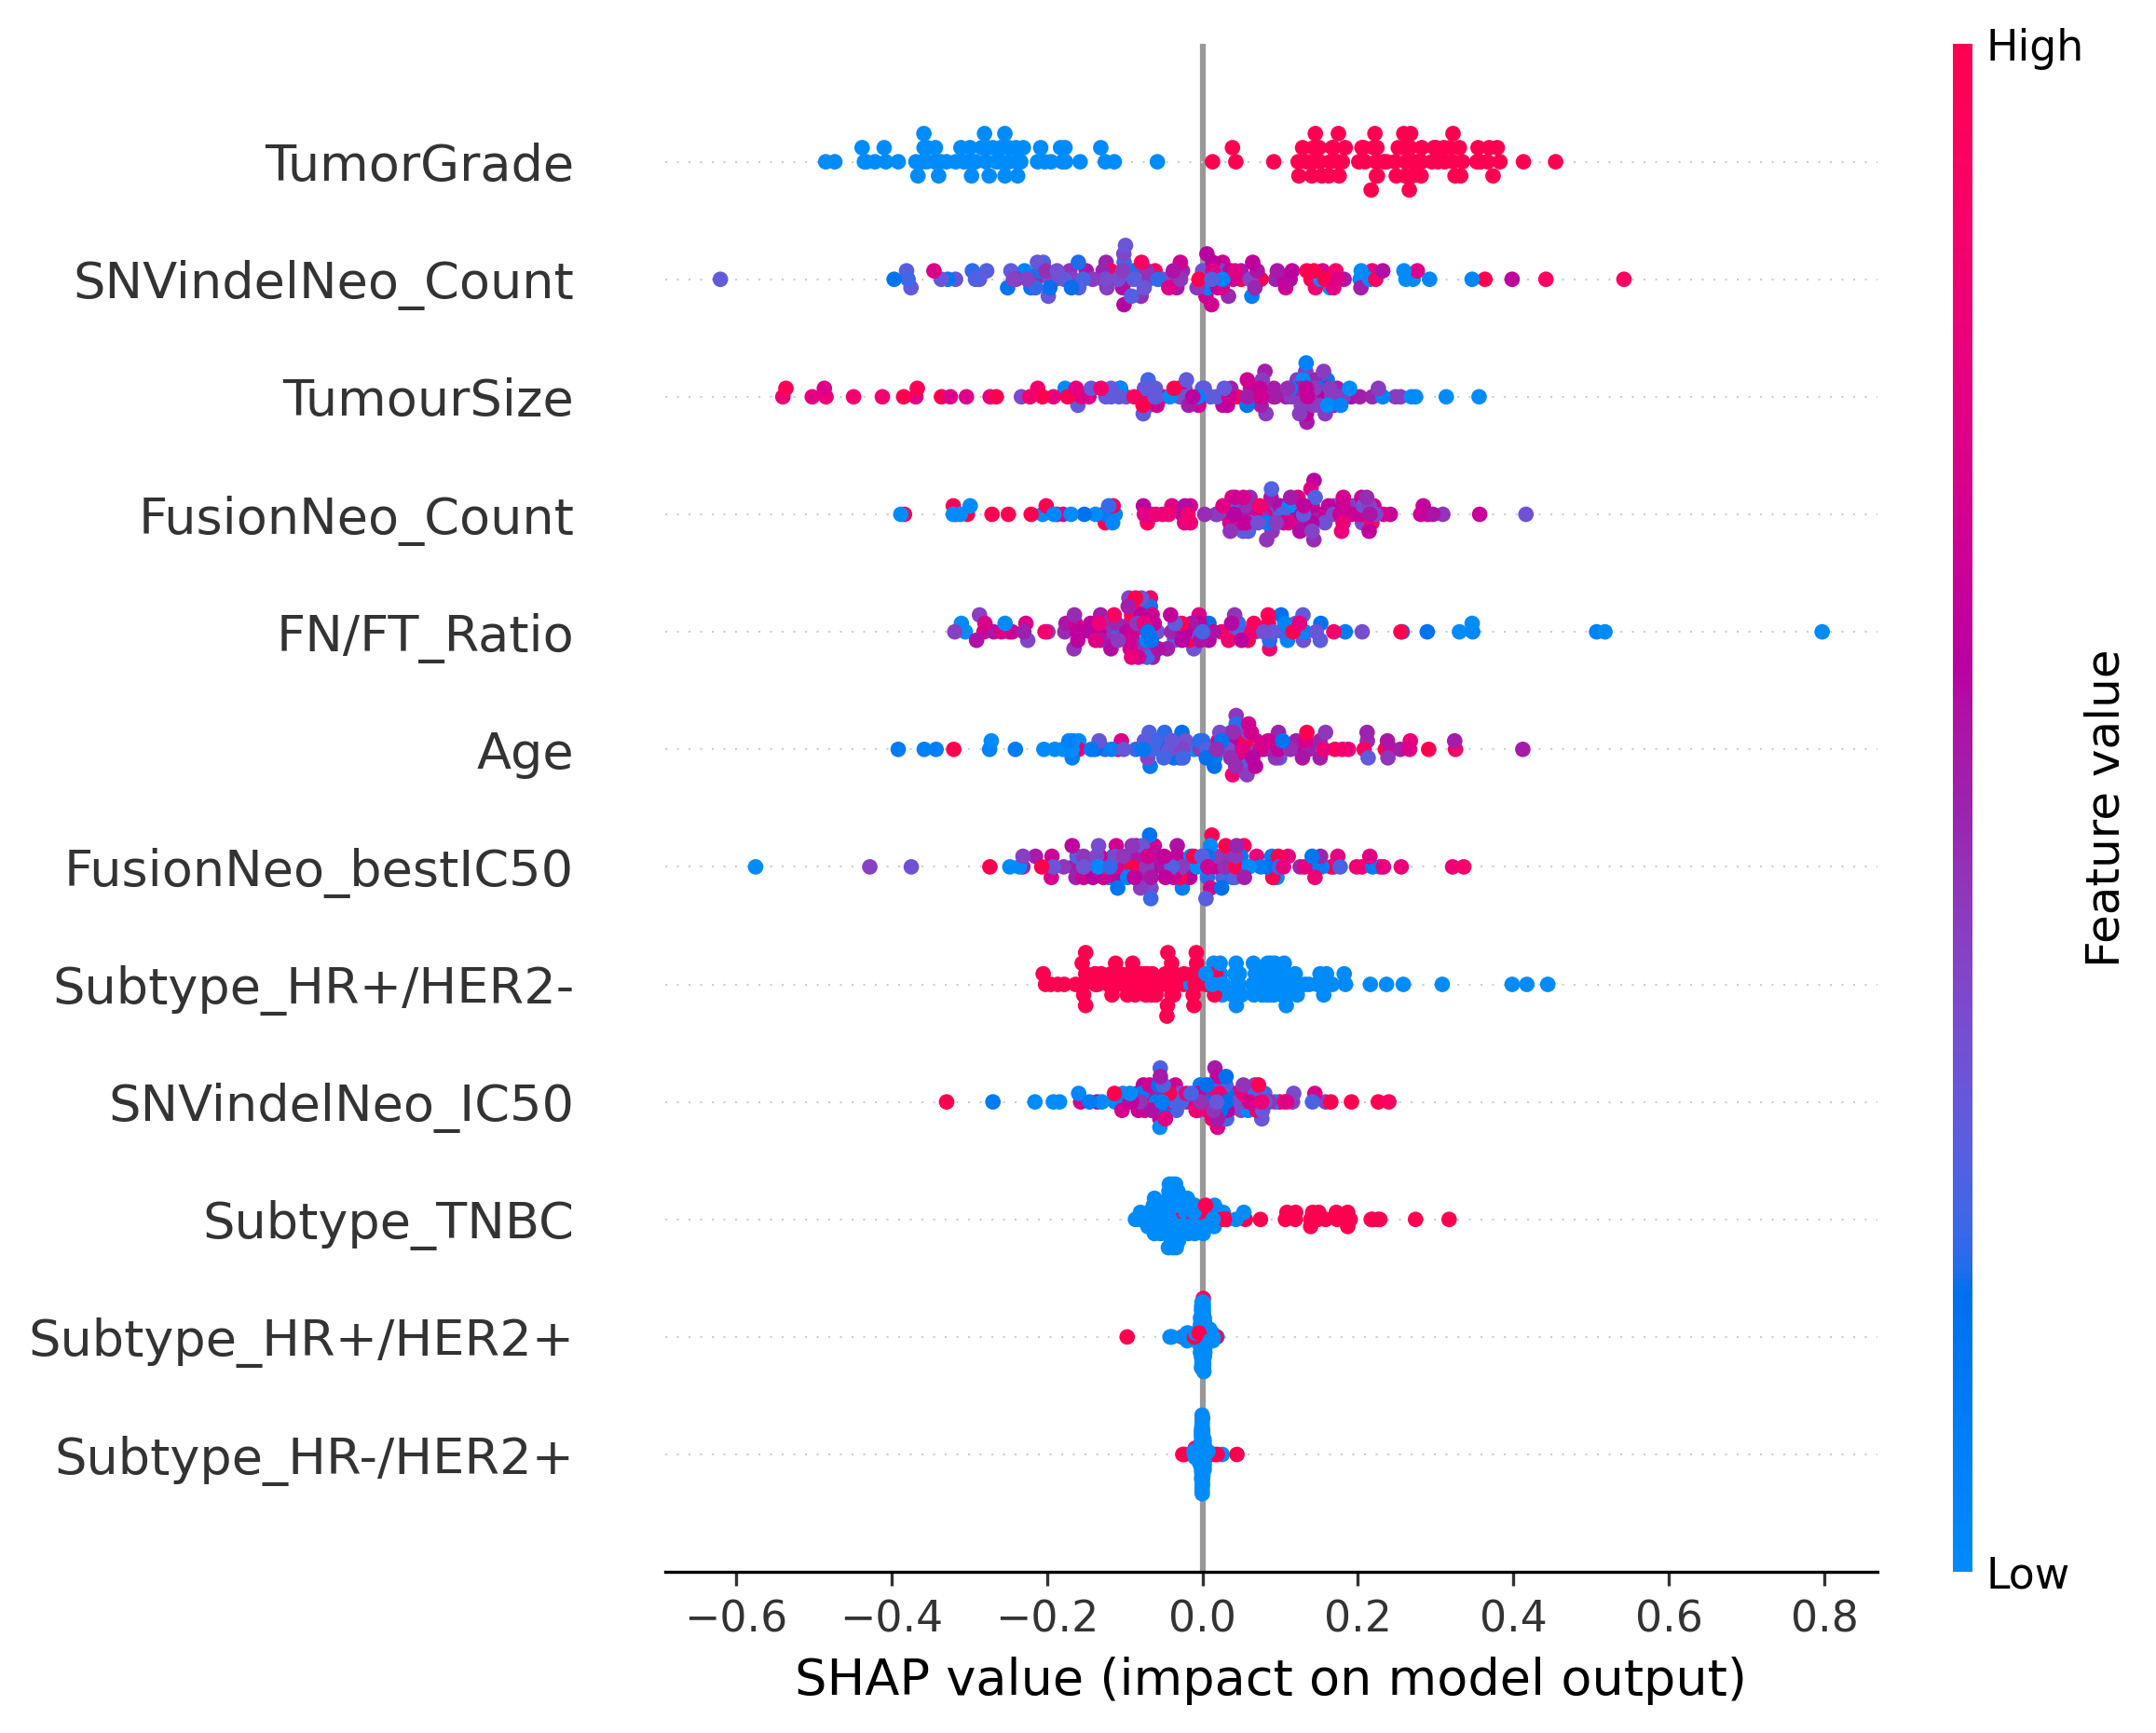 High
TumorGrade
SNVindelNeo_Count
TumourSize
FusionNeo_Count
FN/FT_Ratio
Age
FusionNeo_bestIC50
Subtype_HR+/HER2-
SNVindelNeo_IC50
Subtype_TNBC
Subtype_HR+/HER2+
Subtype_HR-/HER2+
Feature value
Low
−0.6 −0.4 −0.2 0.0 0.2 0.4 0.6 0.8
SHAP value (impact on model output)